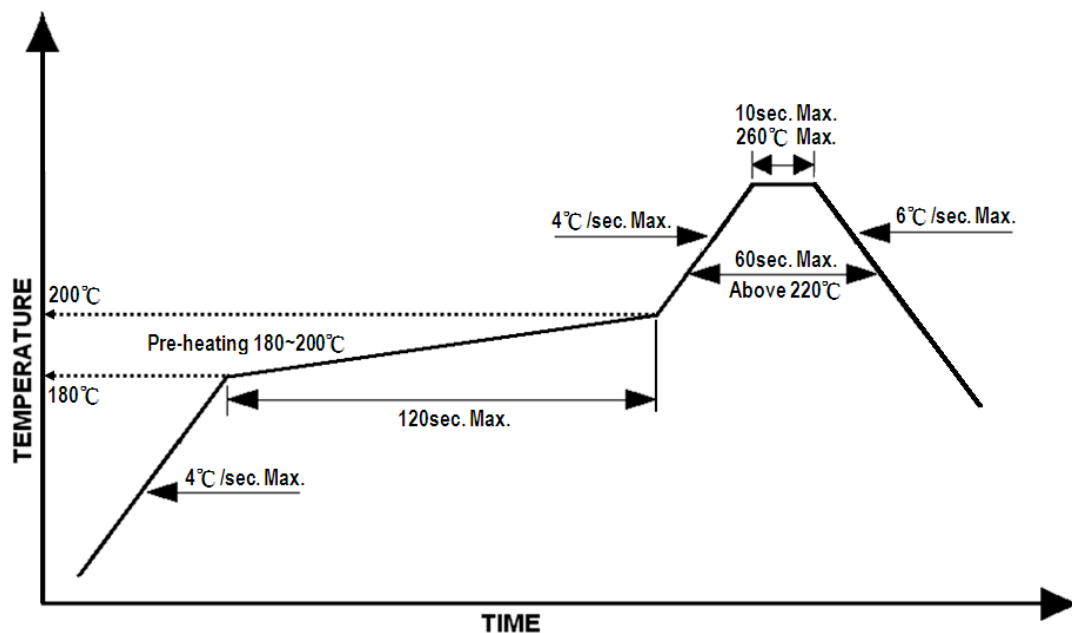 10sec. Max.
260℃ Max.
4℃/sec. Max.
6℃/sec. Max.
60sec. Max.
Above 220℃
200℃
Pre-heating 180~200℃
180℃
120sec. Max.
4℃/sec. Max.
TEMPERATURE
TIME